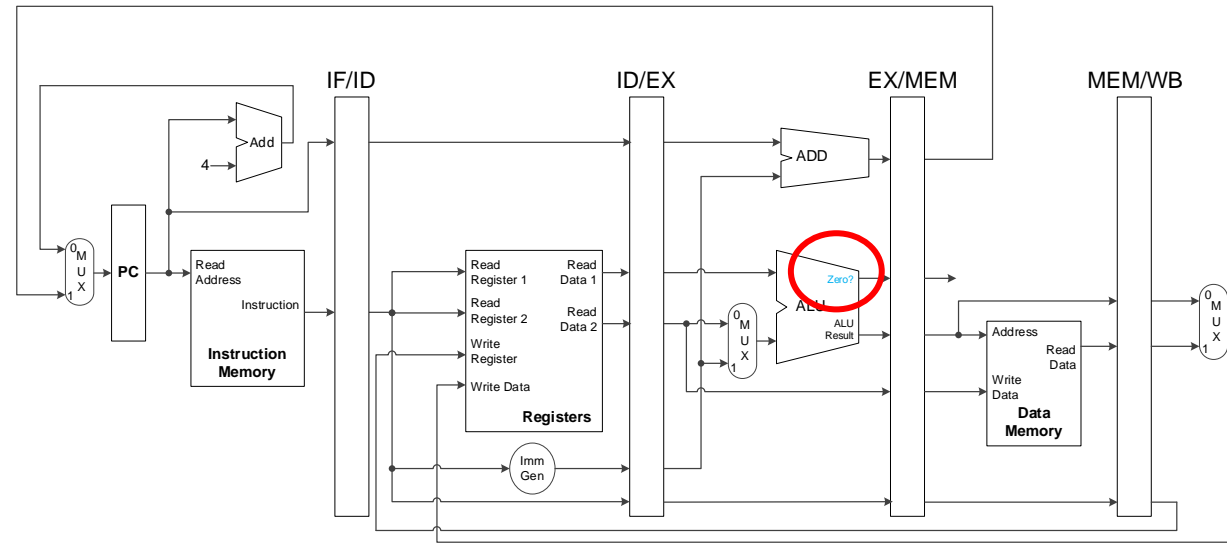 IF/ID
ID/EX
EX/MEM
MEM/WB
Add
4
ADD
0
M
U
X
1
PC
Read
Address
Instruction
Instruction
Memory
Read
Register 1
Read
Register 2
Write
Register
Write Data
Read
Data 1
Read
Data 2
Registers
Imm
Gen
0
M
U
X
1
Zero?
ALU
ALU
Result
Address
Read
Data
Write
Data
Data
Memory
0
M
U
X
1